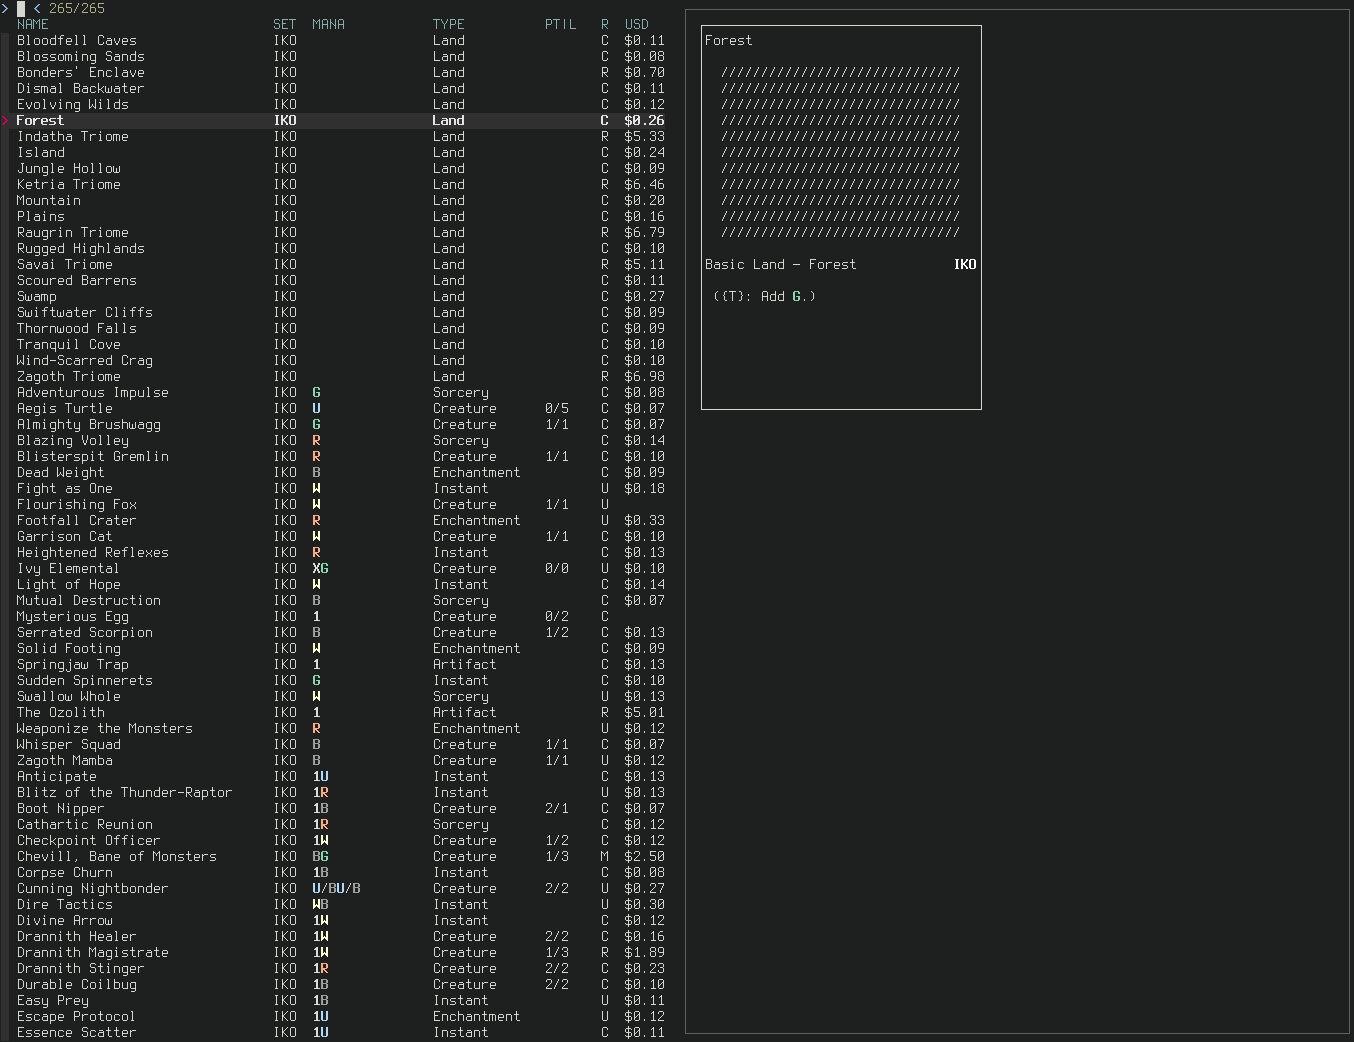 > < 265/265
NAME SET MANA TYPE PT|L R USD
Bloodfell Caves IKO Land C $0.11
Blossoming Sands IKO Land C $0.08
Bonders' Enclave IKO Land R $0.70
Dismal Backwater IKO Land C $0.11
Evolving Wilds IKO Land C $0.12
> Forest IKO Land C $0.26
Indatha Triome IKO Land R $5.33
Island IKO Land C $0.24
Jungle Hollow IKO Land C $0.09
Ketria Triome IKO Land R $6.46
Mountain IKO Land C $0.20
Plains IKO Land C $0.16
Raugrin Triome IKO Land R $6.79
Rugged Highlands IKO Land C $0.10
Savai Triome IKO Land R $5.11
Scoured Barrens IKO Land C $0.11
Swamp IKO Land C $0.27
Swiftwater Cliffs IKO Land C $0.09
Thornwood Falls IKO Land C $0.09
Tranquil Cove IKO Land C $0.10
Wind-Scarred Crag IKO Land C $0.10
Zagoth Triome IKO Land R $6.98
Adventurous Impulse IKO G Sorcery C $0.08
Aegis Turtle IKO U Creature 0/5 C $0.07
Almighty Brushwagg IKO G Creature 1/1 C $0.07
Blazing Volley IKO R Sorcery C $0.14
Blisterspit Gremlin IKO R Creature 1/1 C $0.10
Dead Weight IKO B Enchantment C $0.09
Fight as One IKO W Instant U $0.18
Flourishing Fox IKO W Creature 1/1 U
Footfall Crater IKO R Enchantment U $0.33
Garrison Cat IKO W Creature 1/1 C $0.10
Heightened Reflexes IKO R Instant C $0.13
Ivy Elemental IKO XG Creature 0/0 U $0.10
Light of Hope IKO W Instant C $0.14
Mutual Destruction IKO B Sorcery C $0.07
Mysterious Egg IKO 1 Creature 0/2 C
Serrated Scorpion IKO B Creature 1/2 C $0.13
Solid Footing IKO W Enchantment C $0.09
Springjaw Trap IKO 1 Artifact C $0.13
Sudden Spinnerets IKO G Instant C $0.10
Swallow Whole IKO W Sorcery U $0.13
The Ozolith IKO 1 Artifact R $5.01
Weaponize the Monsters IKO R Enchantment U $0.12
Whisper Squad IKO B Creature 1/1 C $0.07
Zagoth Mamba IKO B Creature 1/1 U $0.12
Anticipate IKO 1U Instant C $0.13
Blitz of the Thunder-Raptor IKO 1R Instant U $0.13
Boot Nipper IKO 1B Creature 2/1 C $0.07
Cathartic Reunion IKO 1R Sorcery C $0.12
Checkpoint Officer IKO 1W Creature 1/2 C $0.12
Chevill, Bane of Monsters IKO BG Creature 1/3 M $2.50
Corpse Churn IKO 1B Instant C $0.08
Cunning Nightbonder IKO U/BU/B Creature 2/2 U $0.27
Dire Tactics IKO WB Instant U $0.30
Divine Arrow IKO 1W Instant C $0.12
Drannith Healer IKO 1W Creature 2/2 C $0.16
Drannith Magistrate IKO 1W Creature 1/3 R $1.89
Drannith Stinger IKO 1R Creature 2/2 C $0.23
Durable Coilbug IKO 1B Creature 2/2 C $0.10
Easy Prey IKO 1B Instant U $0.11
Escape Protocol IKO 1U Enchantment U $0.12
Essence Scatter IKO 1U Instant C $0.11
Forest
//////////////////////////////
//////////////////////////////
//////////////////////////////
//////////////////////////////
//////////////////////////////
//////////////////////////////
//////////////////////////////
//////////////////////////////
//////////////////////////////
//////////////////////////////
//////////////////////////////
Basic Land – Forest IKO
({T}: Add G.)